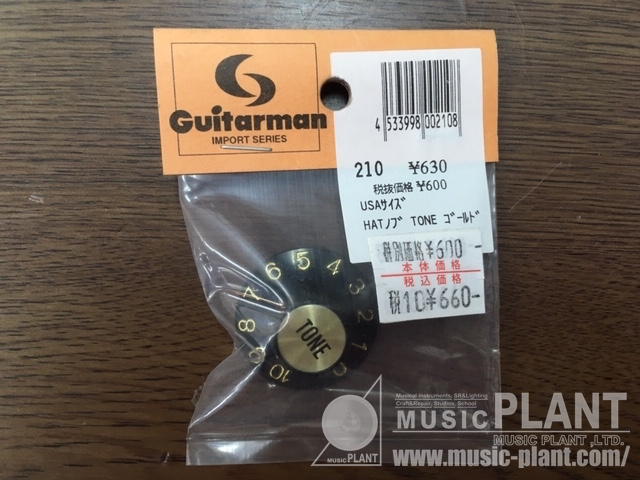 Guitarman
IMPORT SERIES
4 533998 002108
210 ¥630
税抜価格 ¥600
USAｻｲｽﾞ
HATﾉﾌﾞ TONE ｺﾞｰﾙﾄﾞ
税別価格¥600-
本体価格
税込価格
税10¥660-
0 1 2 3 4 5 6 7 8 9 10
TONE
Musical Instruments, SR&Lighting
Craft&Repair, Studios, School
MUSIC PLANT
MUSIC PLANT ,LTD.
www.music-plant.com/
MUSIC
PLANT